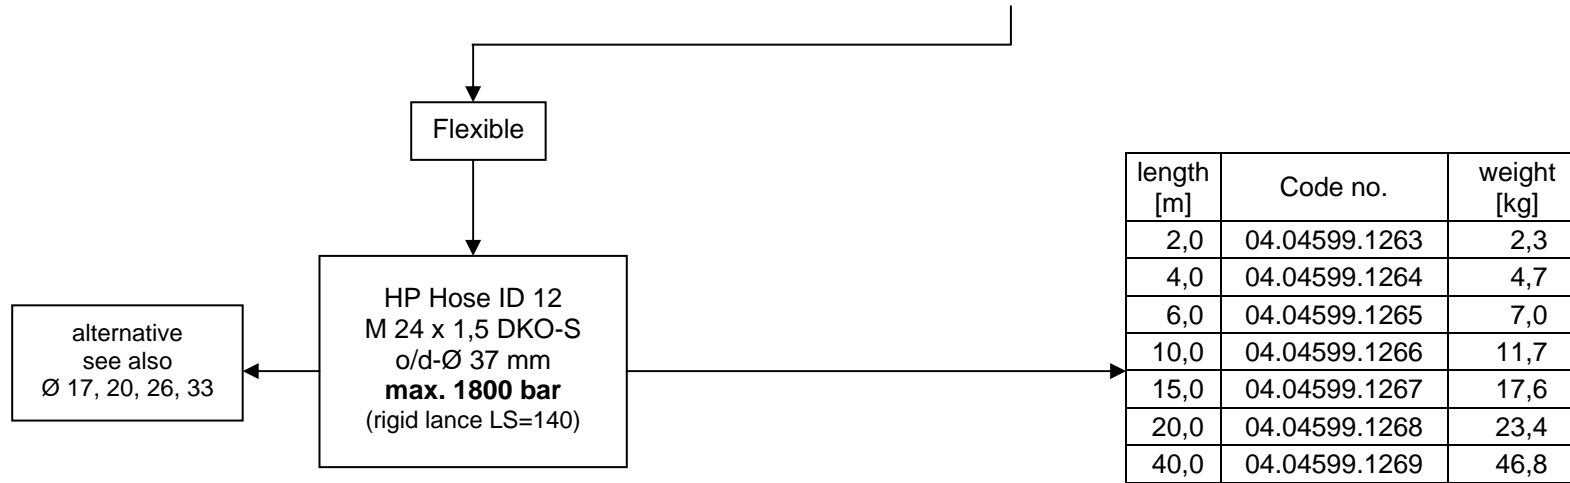 Flexible
HP Hose ID 12
M 24 x 1,5 DKO-S
o/d-Ø 37 mm
max. 1800 bar
(rigid lance LS=140)
alternative
see also
Ø 17, 20, 26, 33
length [m] Code no. weight [kg]
2,0 04.04599.1263 2,3
4,0 04.04599.1264 4,7
6,0 04.04599.1265 7,0
10,0 04.04599.1266 11,7
15,0 04.04599.1267 17,6
20,0 04.04599.1268 23,4
40,0 04.04599.1269 46,8